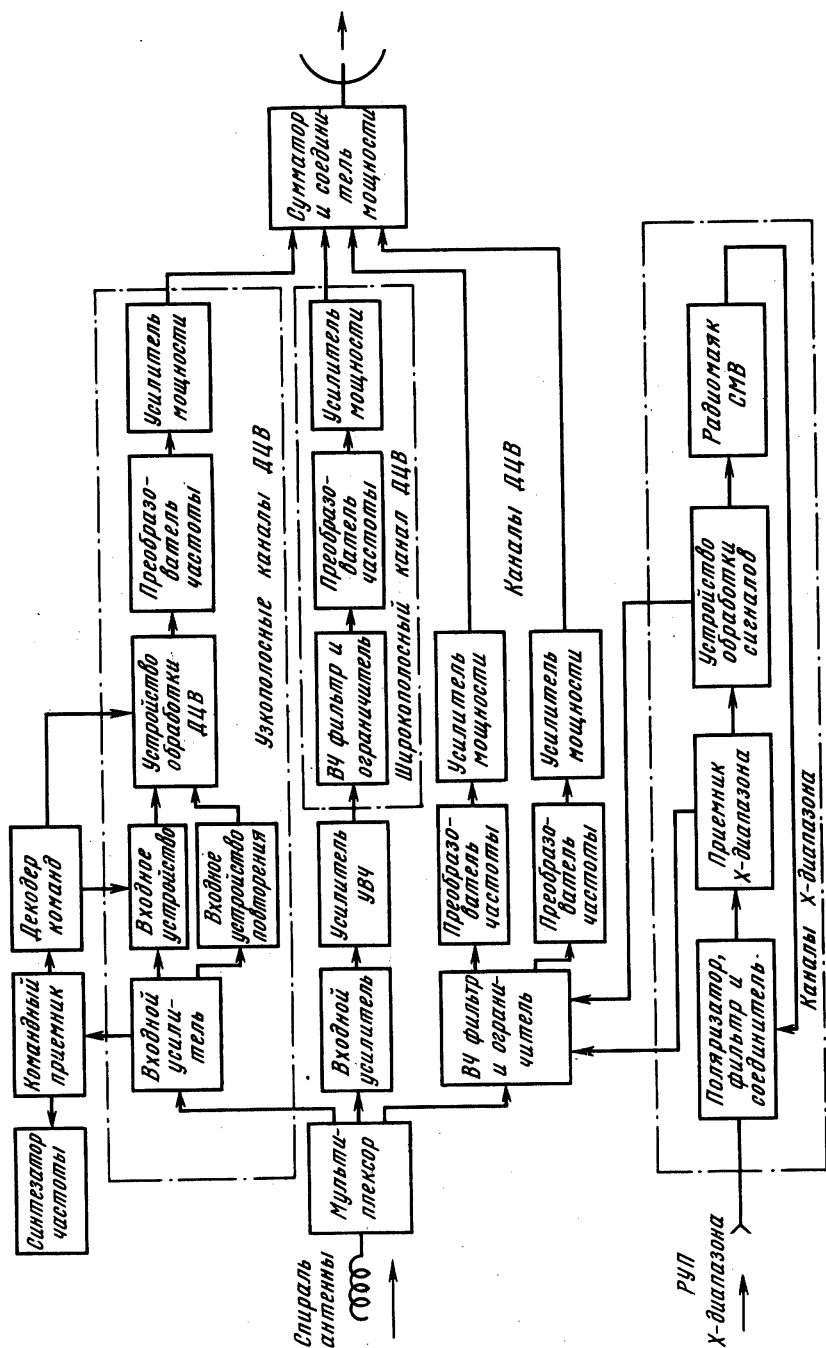 Синтезатор
частоты
Командный
приемник
Декодер
команд
Входной
усили-
тель
Входное
устройство
Входное
устройство
повторения
Устройство
обработки
ДЦВ
Преобразо-
ватель
частоты
Усилитель
мощности
Узкополосные каналы ДЦВ
Спираль
антенны
Мульти-
плексор
Входной
усилитель
Усилитель
УВЧ
ВЧ фильтр и
ограничитель
Преобразо-
ватель
частоты
Усилитель
мощности
Широкополосный канал ДЦВ
Сумматор
и соедини-
тель
мощности
ВЧ фильтр
и ограни-
читель
Преобразо-
ватель
частоты
Усилитель
мощности
Преобразо-
ватель
частоты
Усилитель
мощности
Каналы ДЦВ
РУП
Х-диапазона
Поляризатор,
фильтр и
соединитель.
Приемник
Х-диапазона
Устройство
обработки
сигналов
Радиомаяк
СМВ
Каналы Х-диапазона